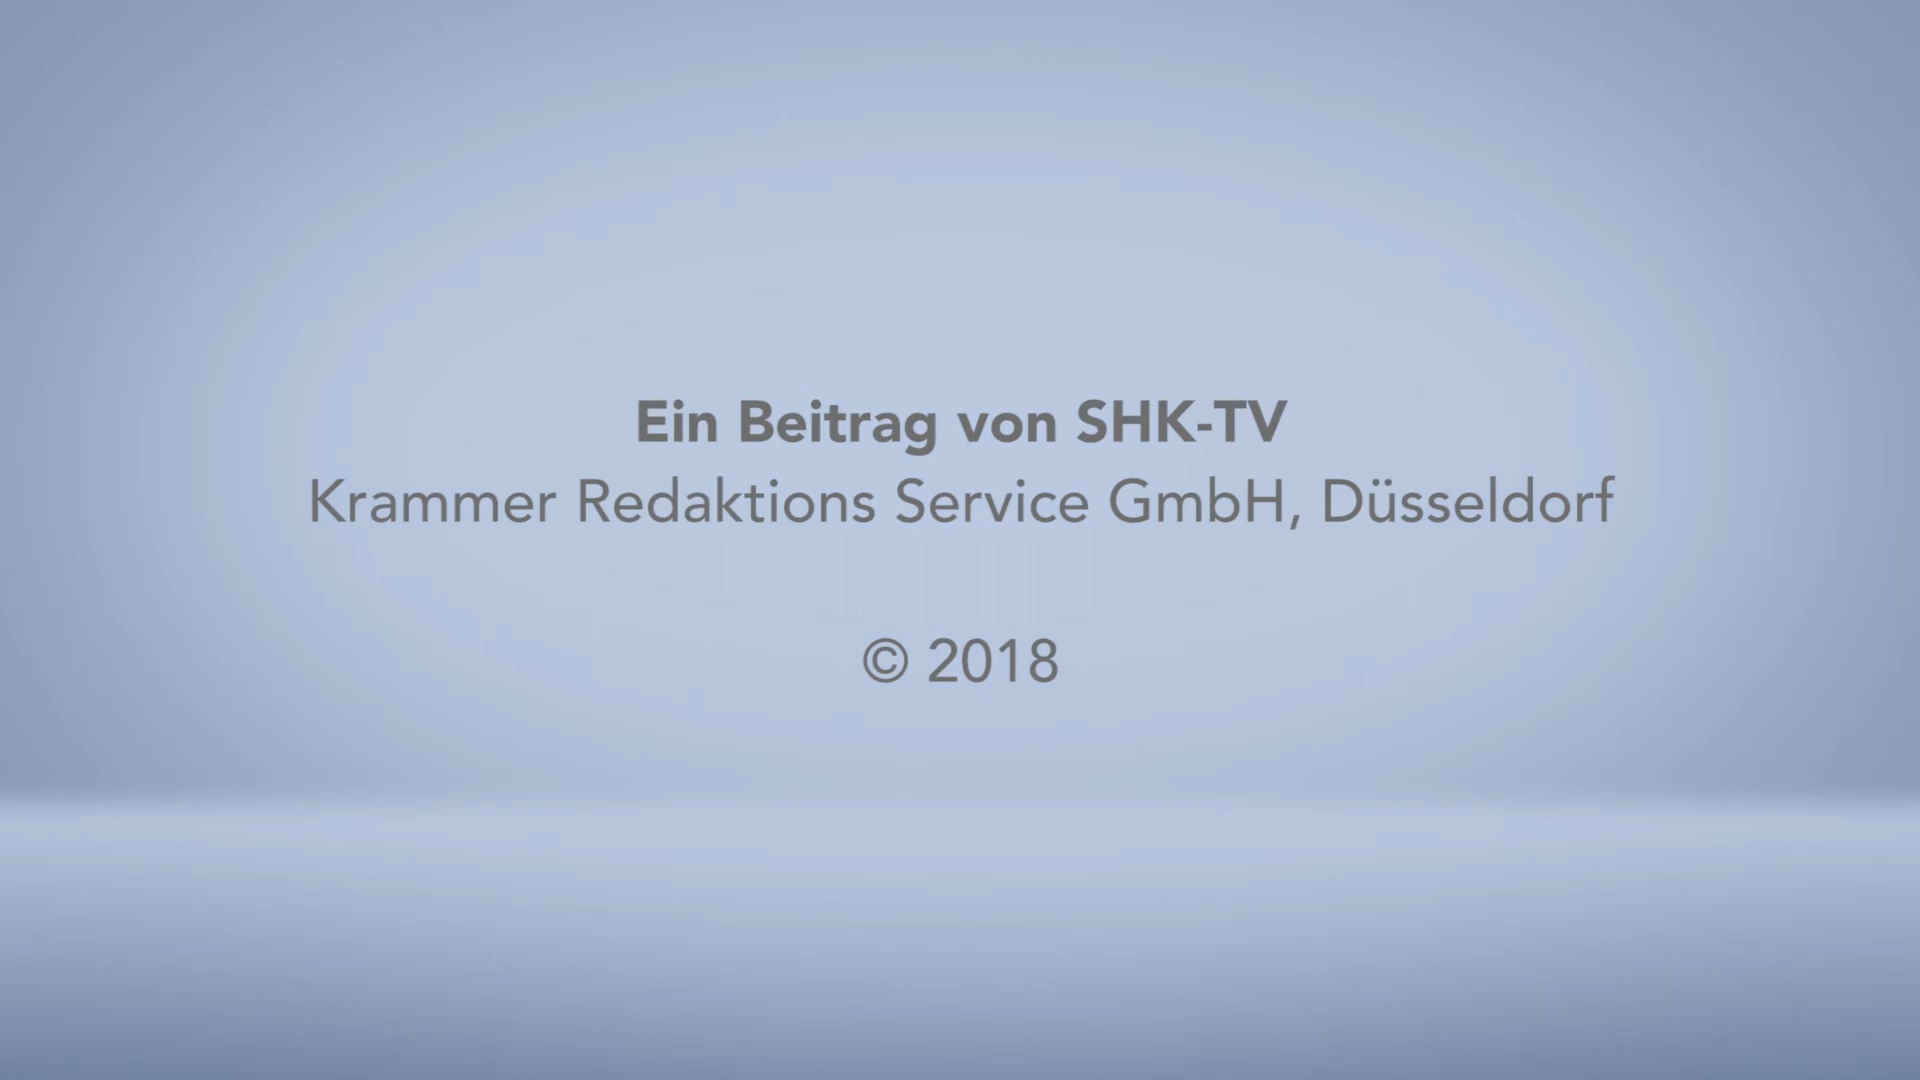 Ein Beitrag von SHK-TV
Krammer Redaktions Service GmbH, Düsseldorf
© 2018